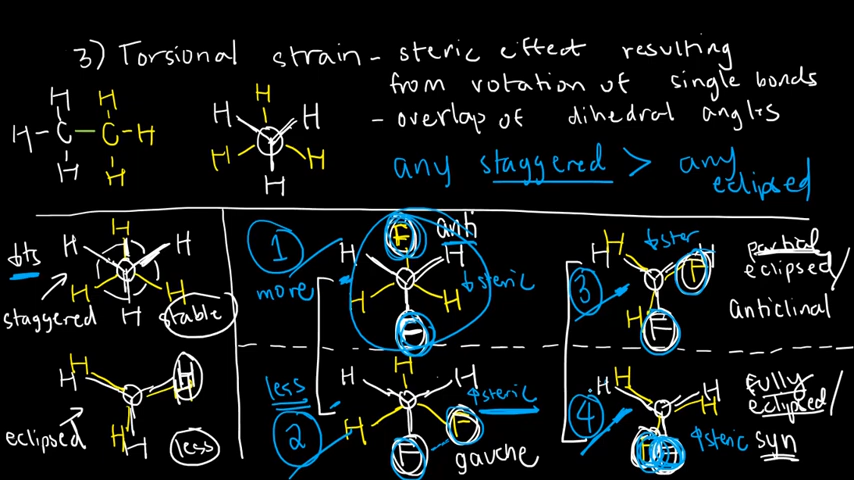 3) Torsional strain - steric effect resulting
from rotation of single bonds
- overlap of dihedral angles
any staggered > any
eclipsed
H H
H-C-C-H
H H
H
H H
H H
H
↓ts
staggered
stable
H
H H
H H
H
eclipsed
less
H H
H H
H H
1
more
anti
↓steric
F
H H
H H
F
less
2
↑steric
gauche
H
H H
H F
F
3
↓ster
partial
eclipsed/
anticlinal
H H H F
H F
4
fully
eclipsed/
↑steric syn
H H H H
F